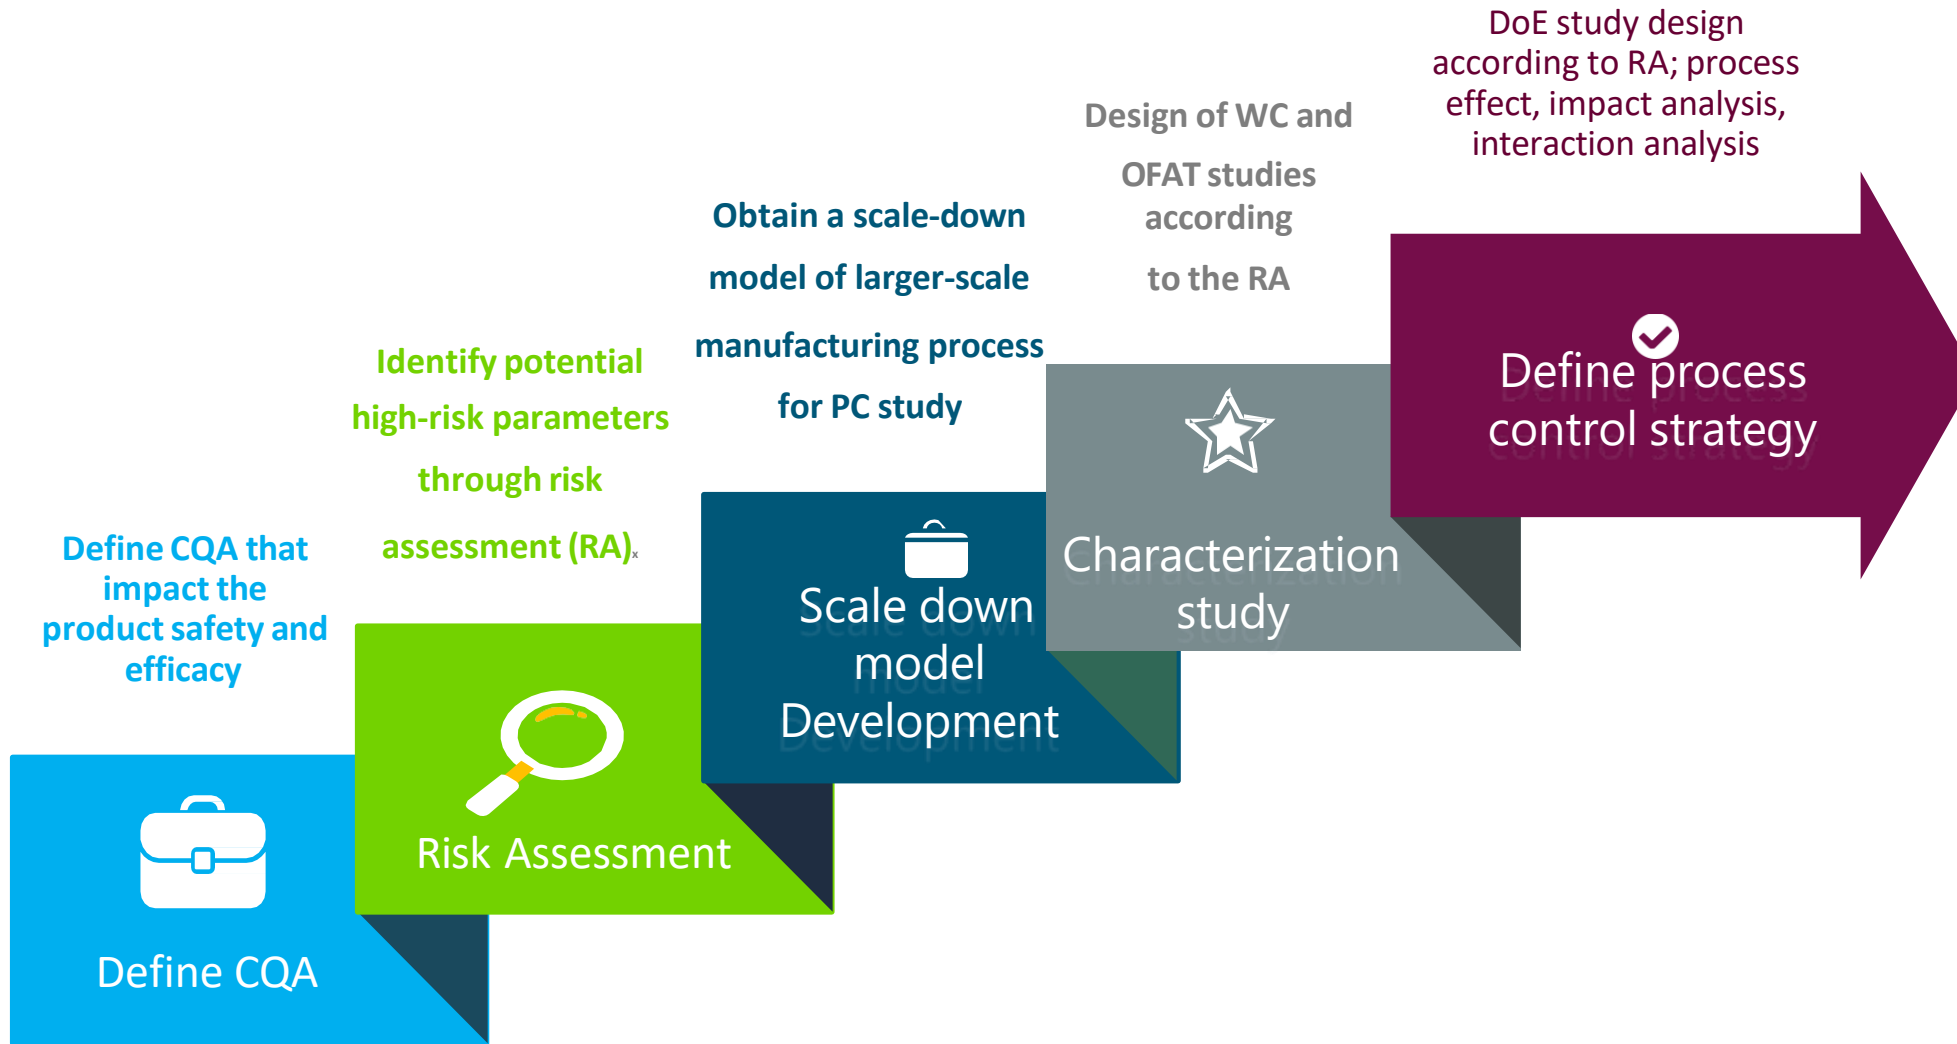 Define CQA that
impact the
product safety and
efficacy
Define CQA
Identify potential
high-risk parameters
through risk
assessment (RA)x
Risk Assessment
Obtain a scale-down
model of larger-scale
manufacturing process
for PC study
Scale down
model
Development
Design of WC and
OFAT studies
according
to the RA
Characterization
study
DoE study design
according to RA; process
effect, impact analysis,
interaction analysis
Define process
control strategy